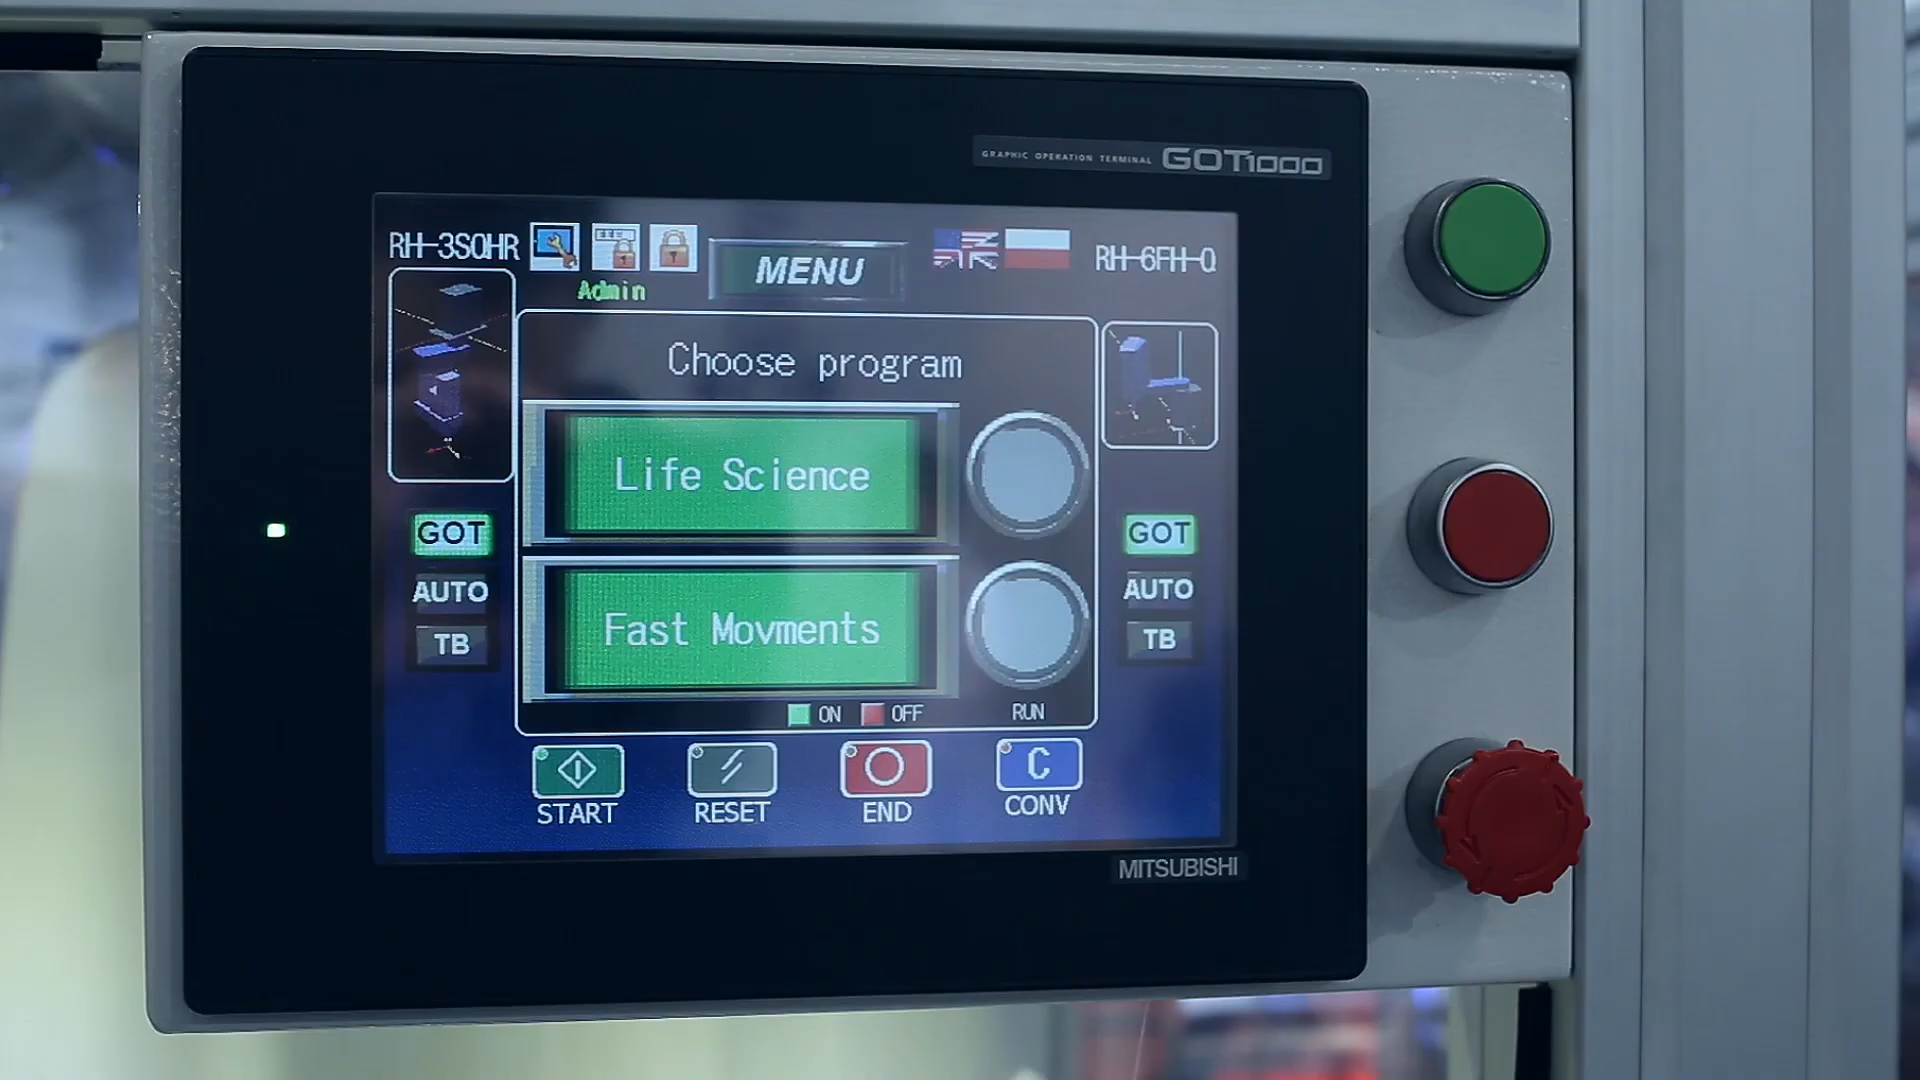 GRAPHIC OPERATION TERMINAL GOT1000
RH-3SQHR
Admin
MENU
RH-6FH-Q
Choose program
Life Science
Fast Movments
ON
OFF
RUN
GOT
AUTO
TB
GOT
AUTO
TB
START
RESET
END
C
CONV
MITSUBISHI